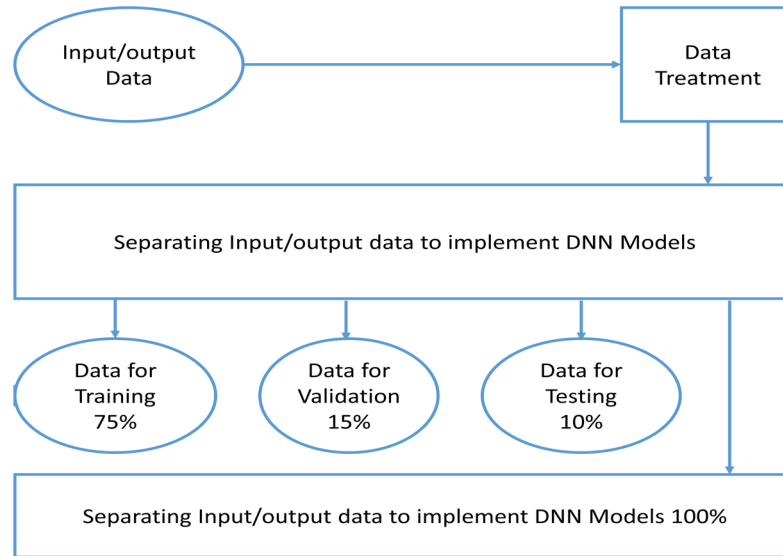 Input/output
Data
Data
Treatment
Separating Input/output data to implement DNN Models
Data for
Training
75%
Data for
Validation
15%
Data for
Testing
10%
Separating Input/output data to implement DNN Models 100%